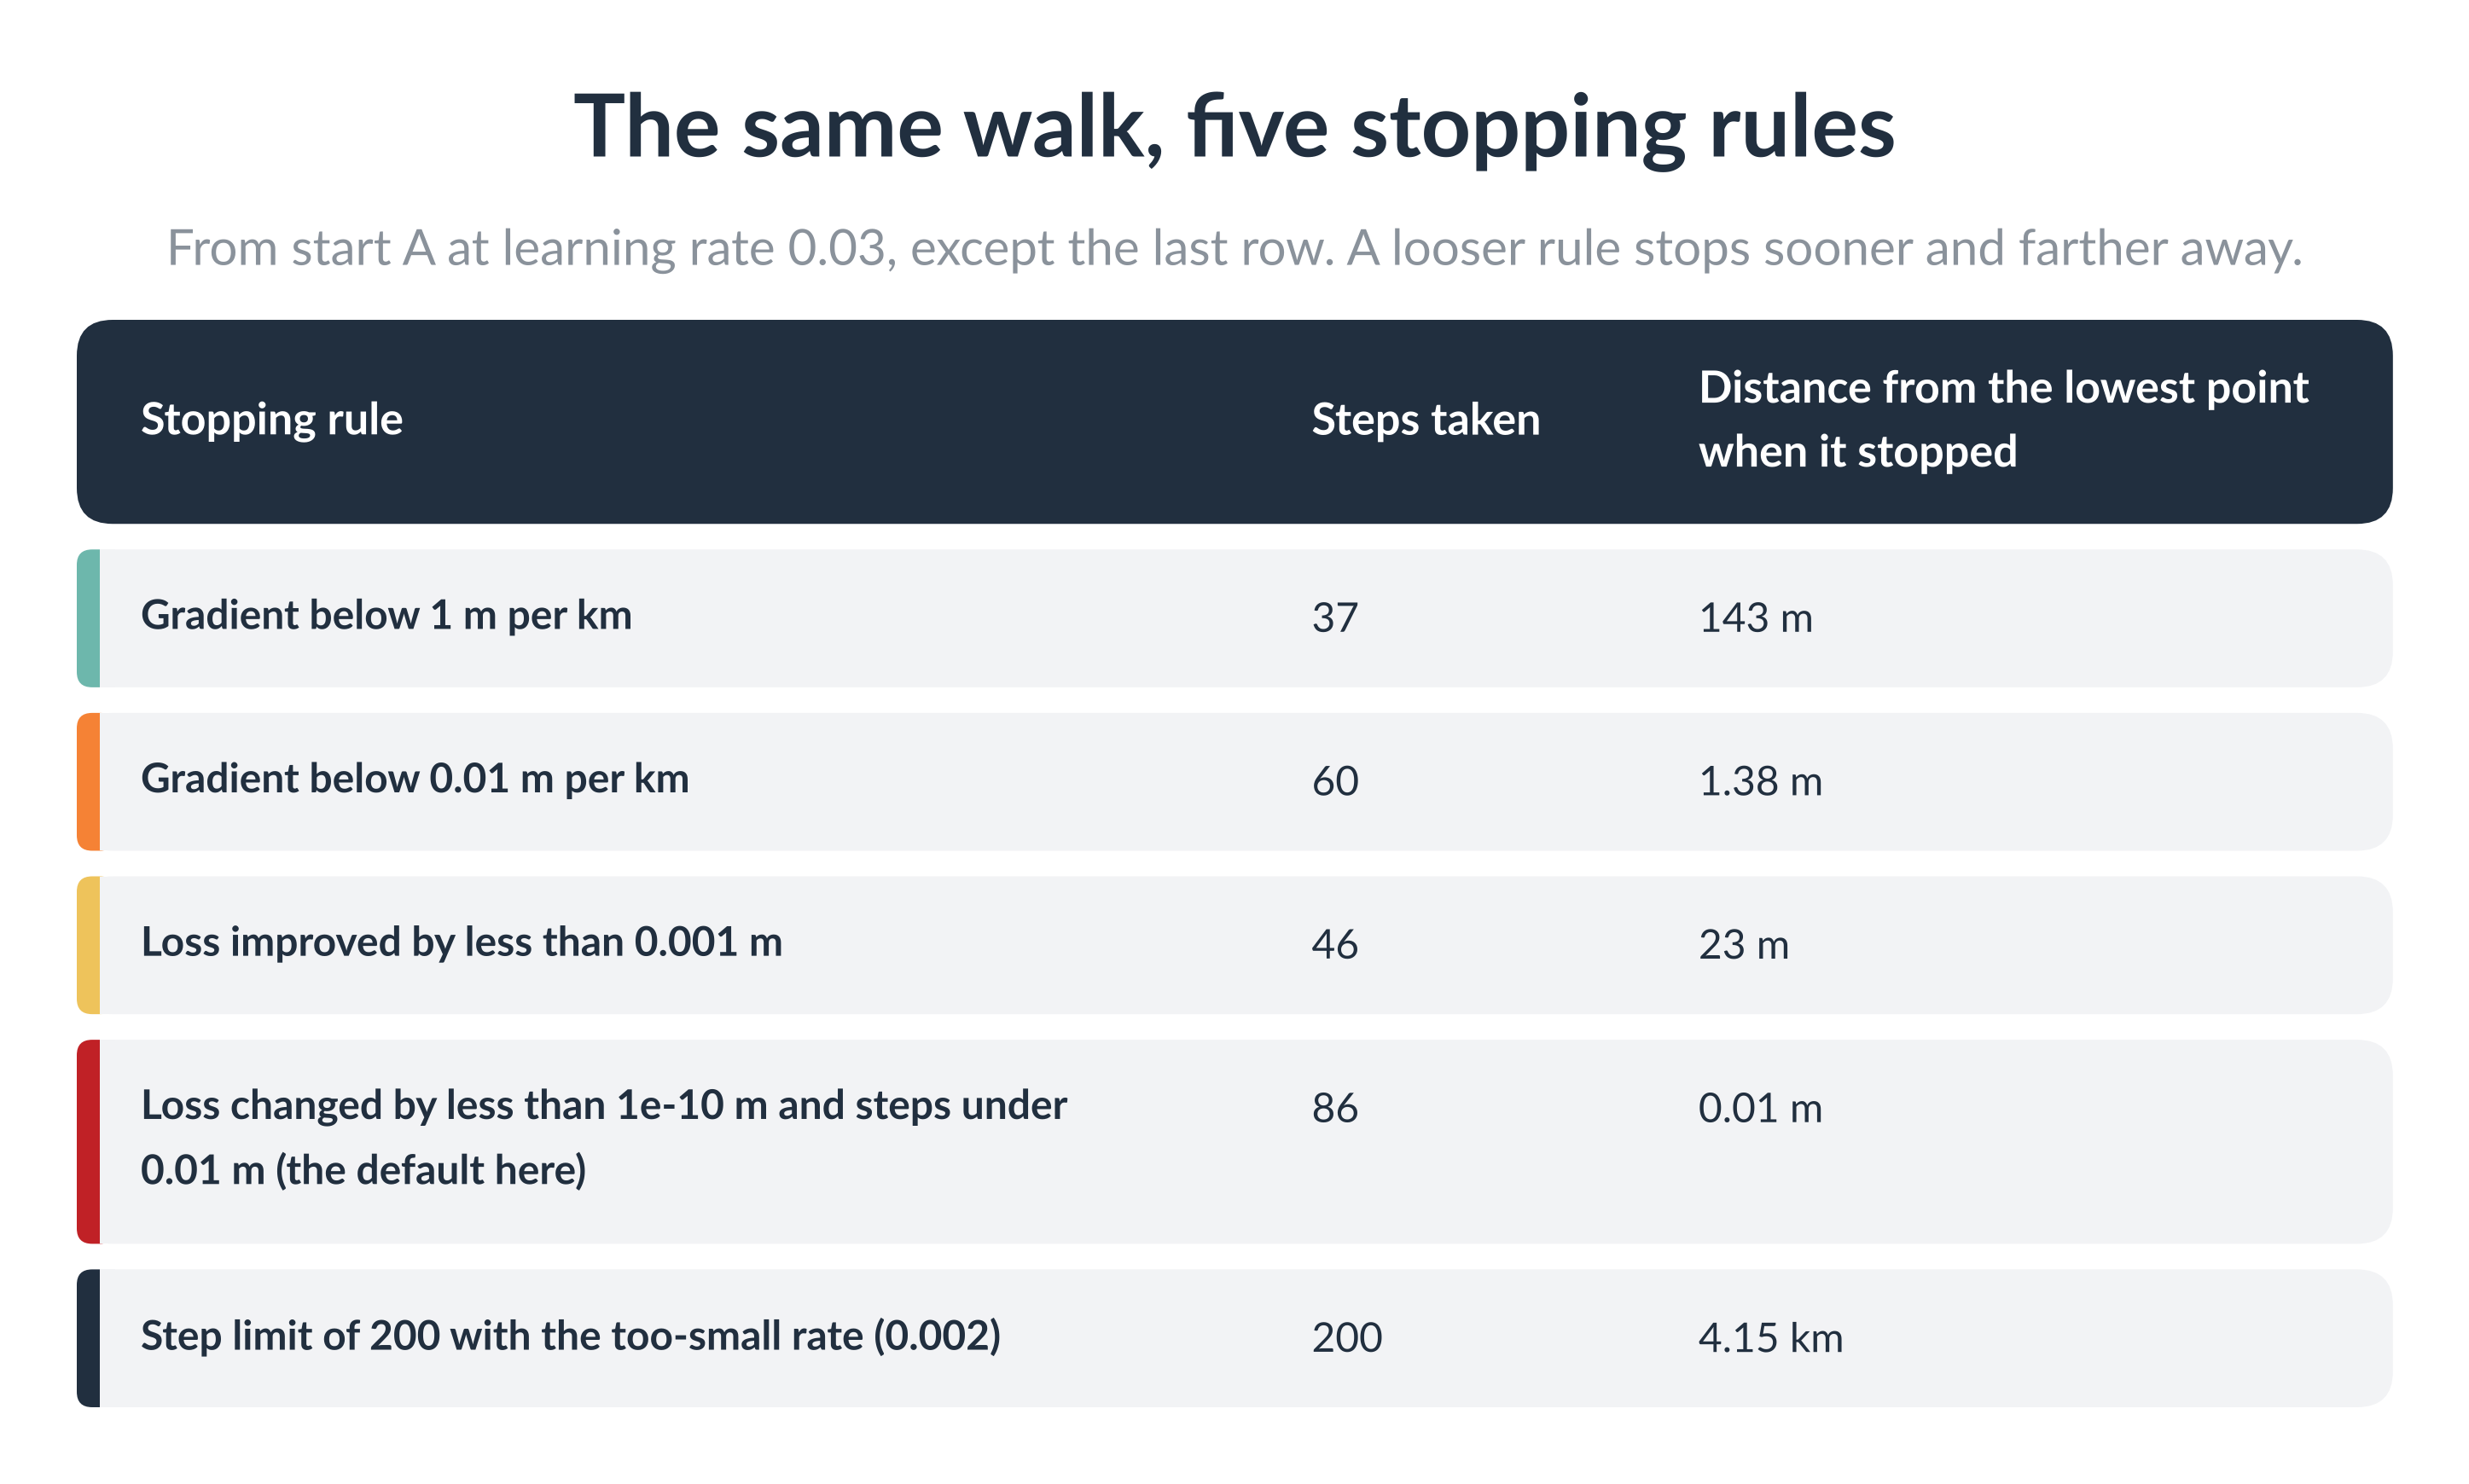 The same walk, five stopping rules
From start A at learning rate 0.03, except the last row. A looser rule stops sooner and farther away.
Stopping rule
Steps taken
Distance from the lowest point
when it stopped
Gradient below 1 m per km
37
143 m
Gradient below 0.01 m per km
60
1.38 m
Loss improved by less than 0.001 m
46
23 m
Loss changed by less than 1e-10 m and steps under
0.01 m (the default here)
86
0.01 m
Step limit of 200 with the too-small rate (0.002)
200
4.15 km